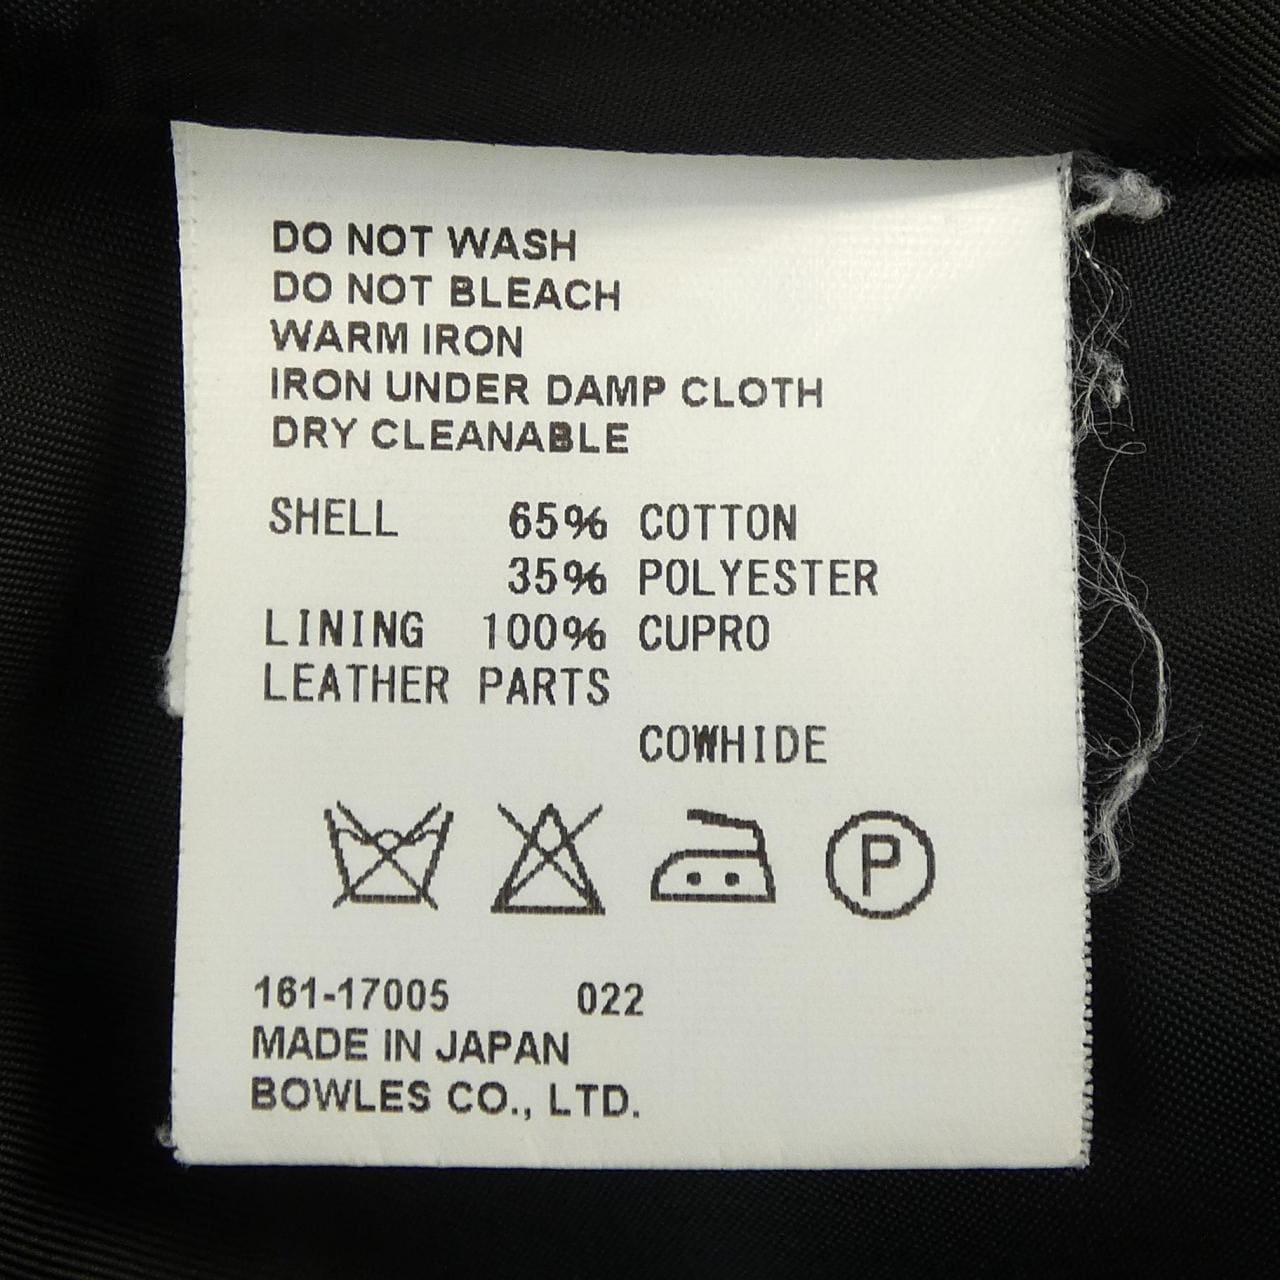 DO NOT WASH
DO NOT BLEACH
WARM IRON
IRON UNDER DAMP CLOTH
DRY CLEANABLE
SHELL 65% COTTON
35% POLYESTER
LINING 100% CUPRO
LEATHER PARTS
COWHIDE
P
161-17005 022
MADE IN JAPAN
BOWLES CO., LTD.